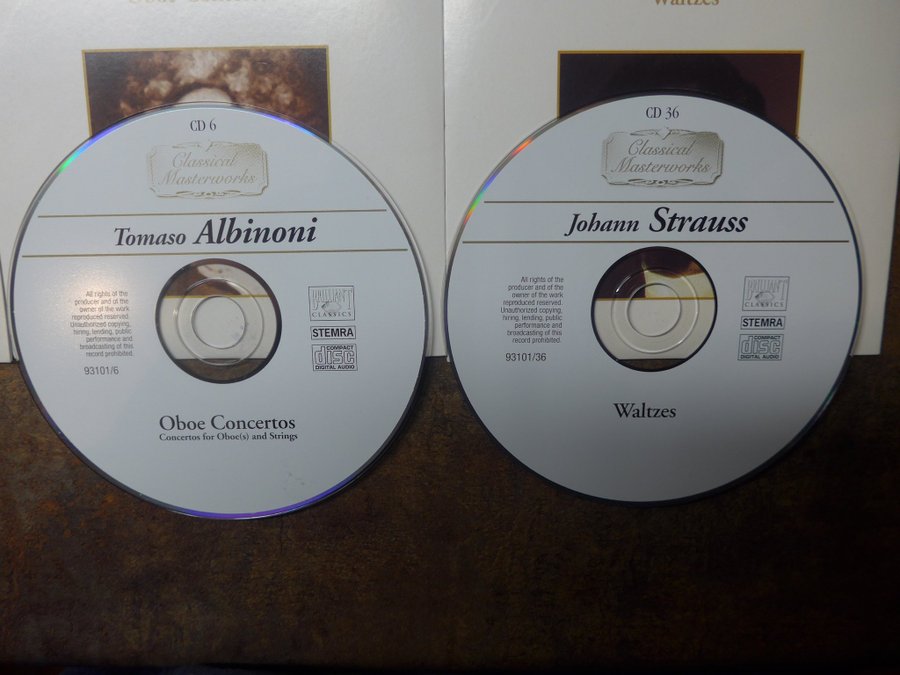 Oboe Concertos
CD 6
Classical
Masterworks
Tomaso Albinoni
All rights of the
producer and of the
owner of the work
reproduced reserved.
Unauthorized copying,
hiring, lending, public
performance and
broadcasting of this
record prohibited.
93101/6
BRILLIANT
CLASSICS
STEMRA
COMPACT
disc
DIGITAL AUDIO
Oboe Concertos
Concertos for Oboe(s) and Strings
Waltzes
CD 36
Classical
Masterworks
Johann Strauss
All rights of the
producer and of the
owner of the work
reproduced reserved.
Unauthorized copying,
hiring, lending, public
performance and
broadcasting of this
record prohibited.
93101/36
BRILLIANT
CLASSICS
STEMRA
COMPACT
disc
DIGITAL AUDIO
Waltzes